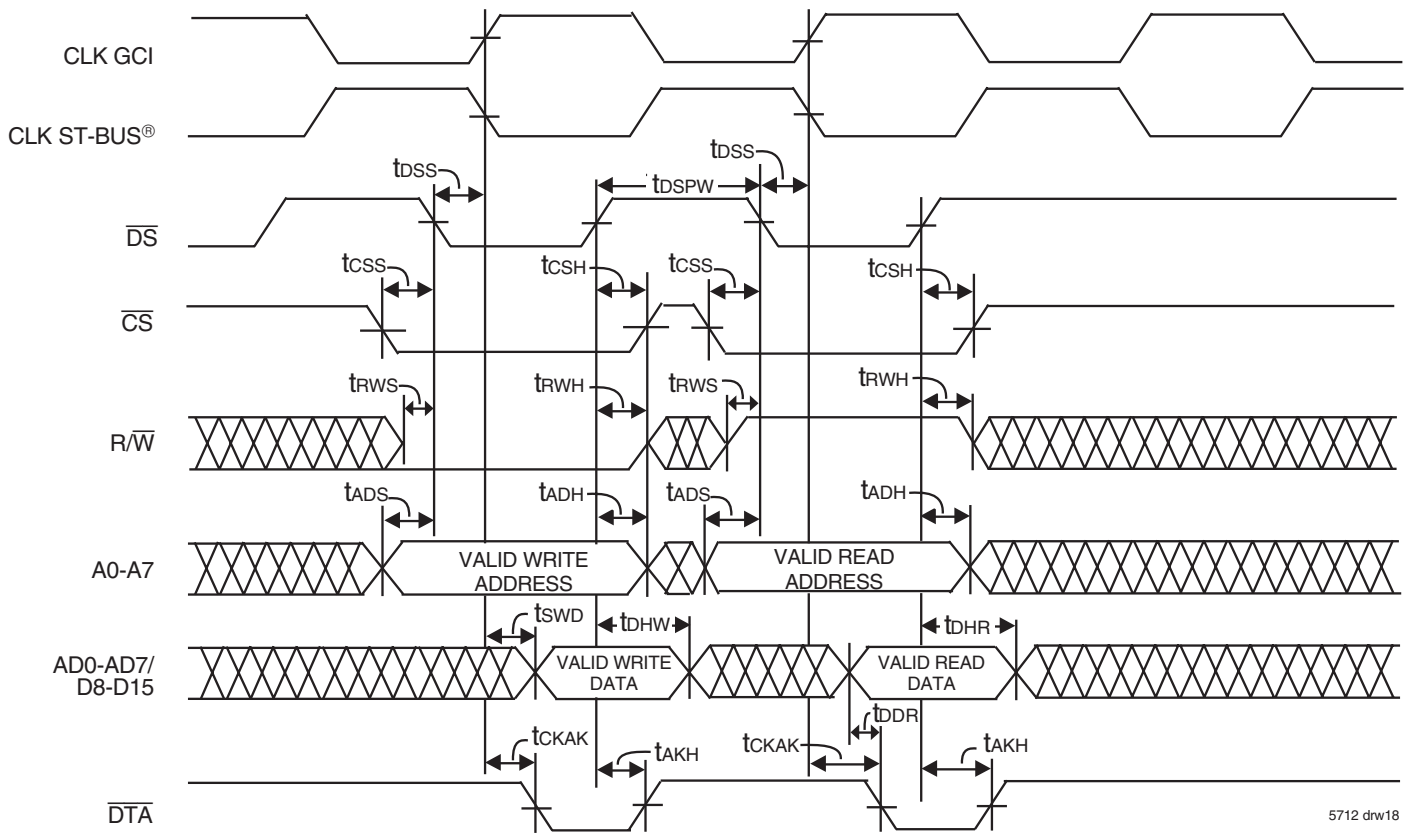 CLK GCI
CLK ST-BUS®
tDSS
tDSS
tDSPW
DS
tCSS
tCSH
tCSS
tCSH
CS
tRWS
tRWH
tRWS
tRWH
R/W
tADS
tADH
tADS
tADH
A0-A7
VALID WRITE
ADDRESS
VALID READ
ADDRESS
tSWD
tDHW
tDHR
AD0-AD7/
D8-D15
VALID WRITE
DATA
VALID READ
DATA
tDDR
tCKAK
tAKH
tCKAK
tAKH
DTA
5712 drw18